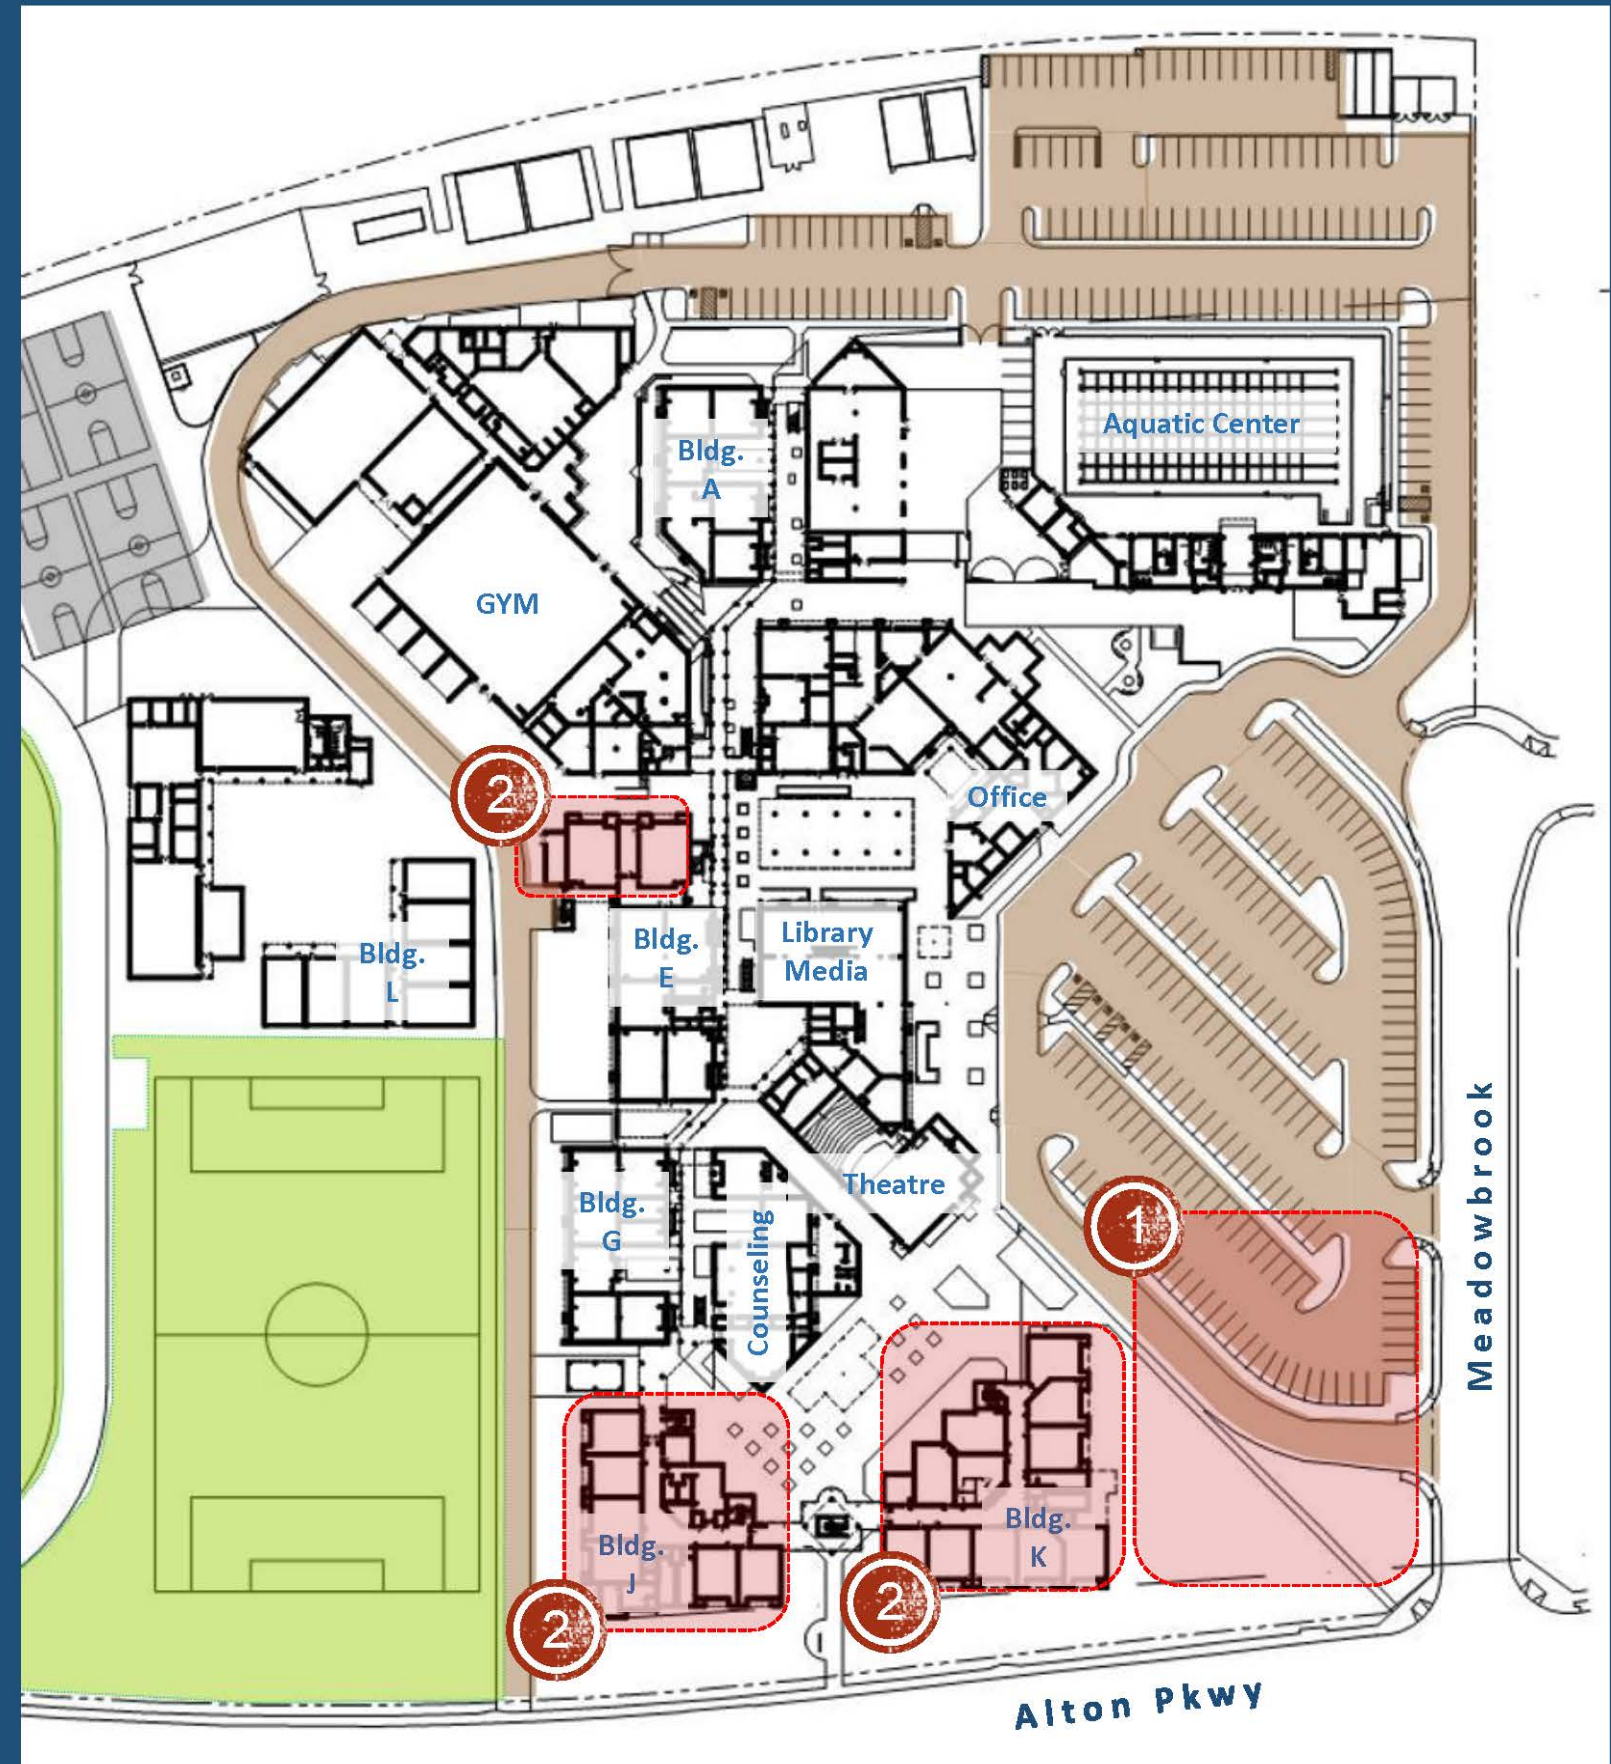 Bldg.
A
Aquatic Center
GYM
2
Office
Bldg.
E
Library
Media
Bldg.
L
Theatre
Bldg.
G
Counseling
1
Meadowbrook
Bldg.
K
Bldg.
J
2
2
Alton Pkwy